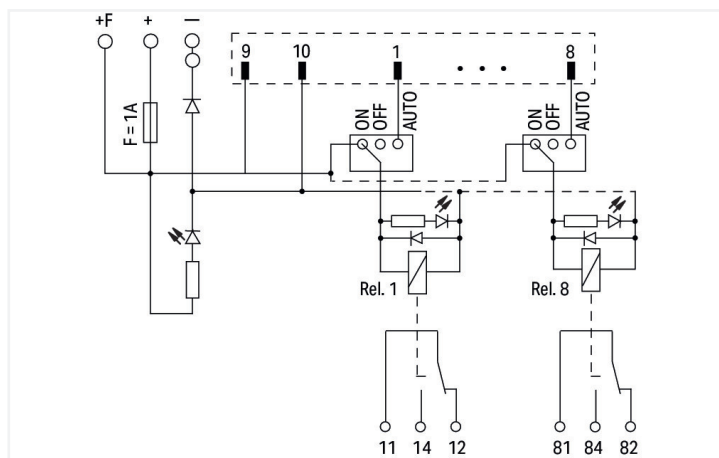 +F + —
9 10 1 • • • 8
F = 1A
ON OFF AUTO
ON OFF AUTO
Rel. 1
Rel. 8
11 14 12
81 84 82